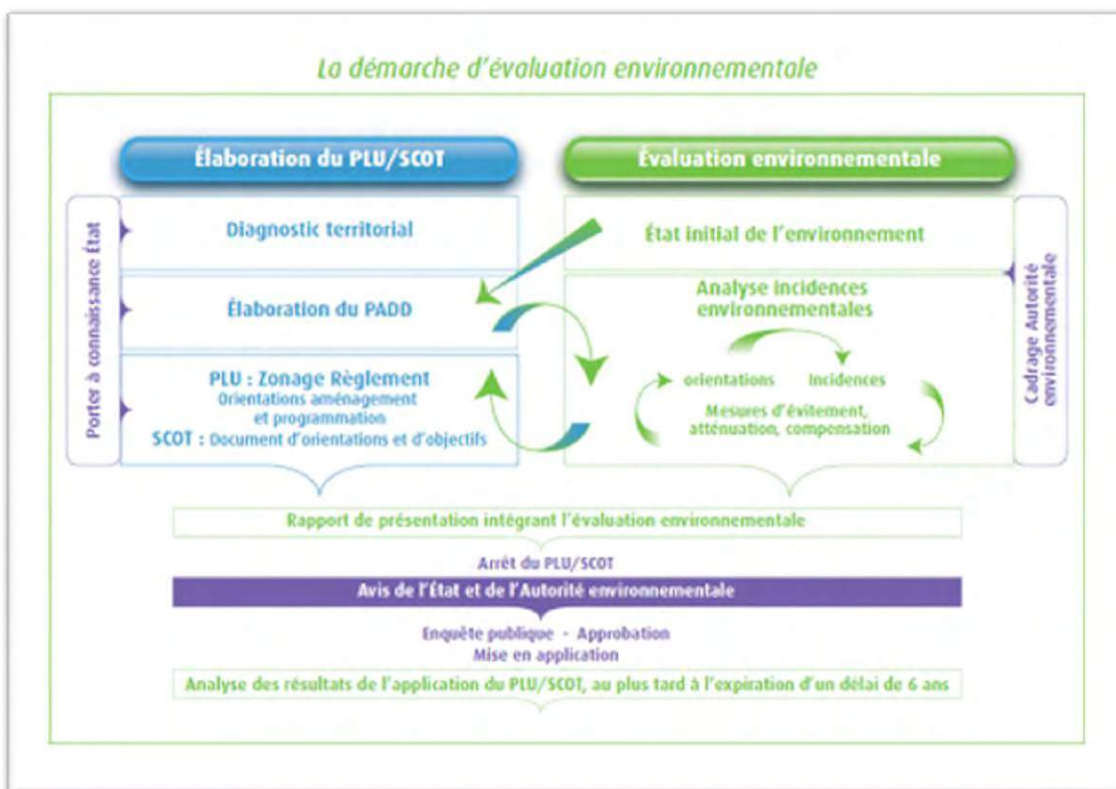 La démarche d'évaluation environnementale
Élaboration du PLU/SCOT
Évaluation environnementale
Porter à connaissance État
Diagnostic territorial
Élaboration du PADD
PLU : Zonage Règlement
Orientations aménagement
et programmation
SCOT : Document d'orientations et d'objectifs
État initial de l'environnement
Analyse incidences
environnementales
orientations
Incidences
Mesures d'évitement,
atténuation, compensation
Cadrage Autorité
environnementale
Rapport de présentation intégrant l'évaluation environnementale
Arrêt du PLU/SCOT
Avis de l'État et de l'Autorité environnementale
Enquête publique - Approbation
Mise en application
Analyse des résultats de l'application du PLU/SCOT, au plus tard à l'expiration d'un délai de 6 ans